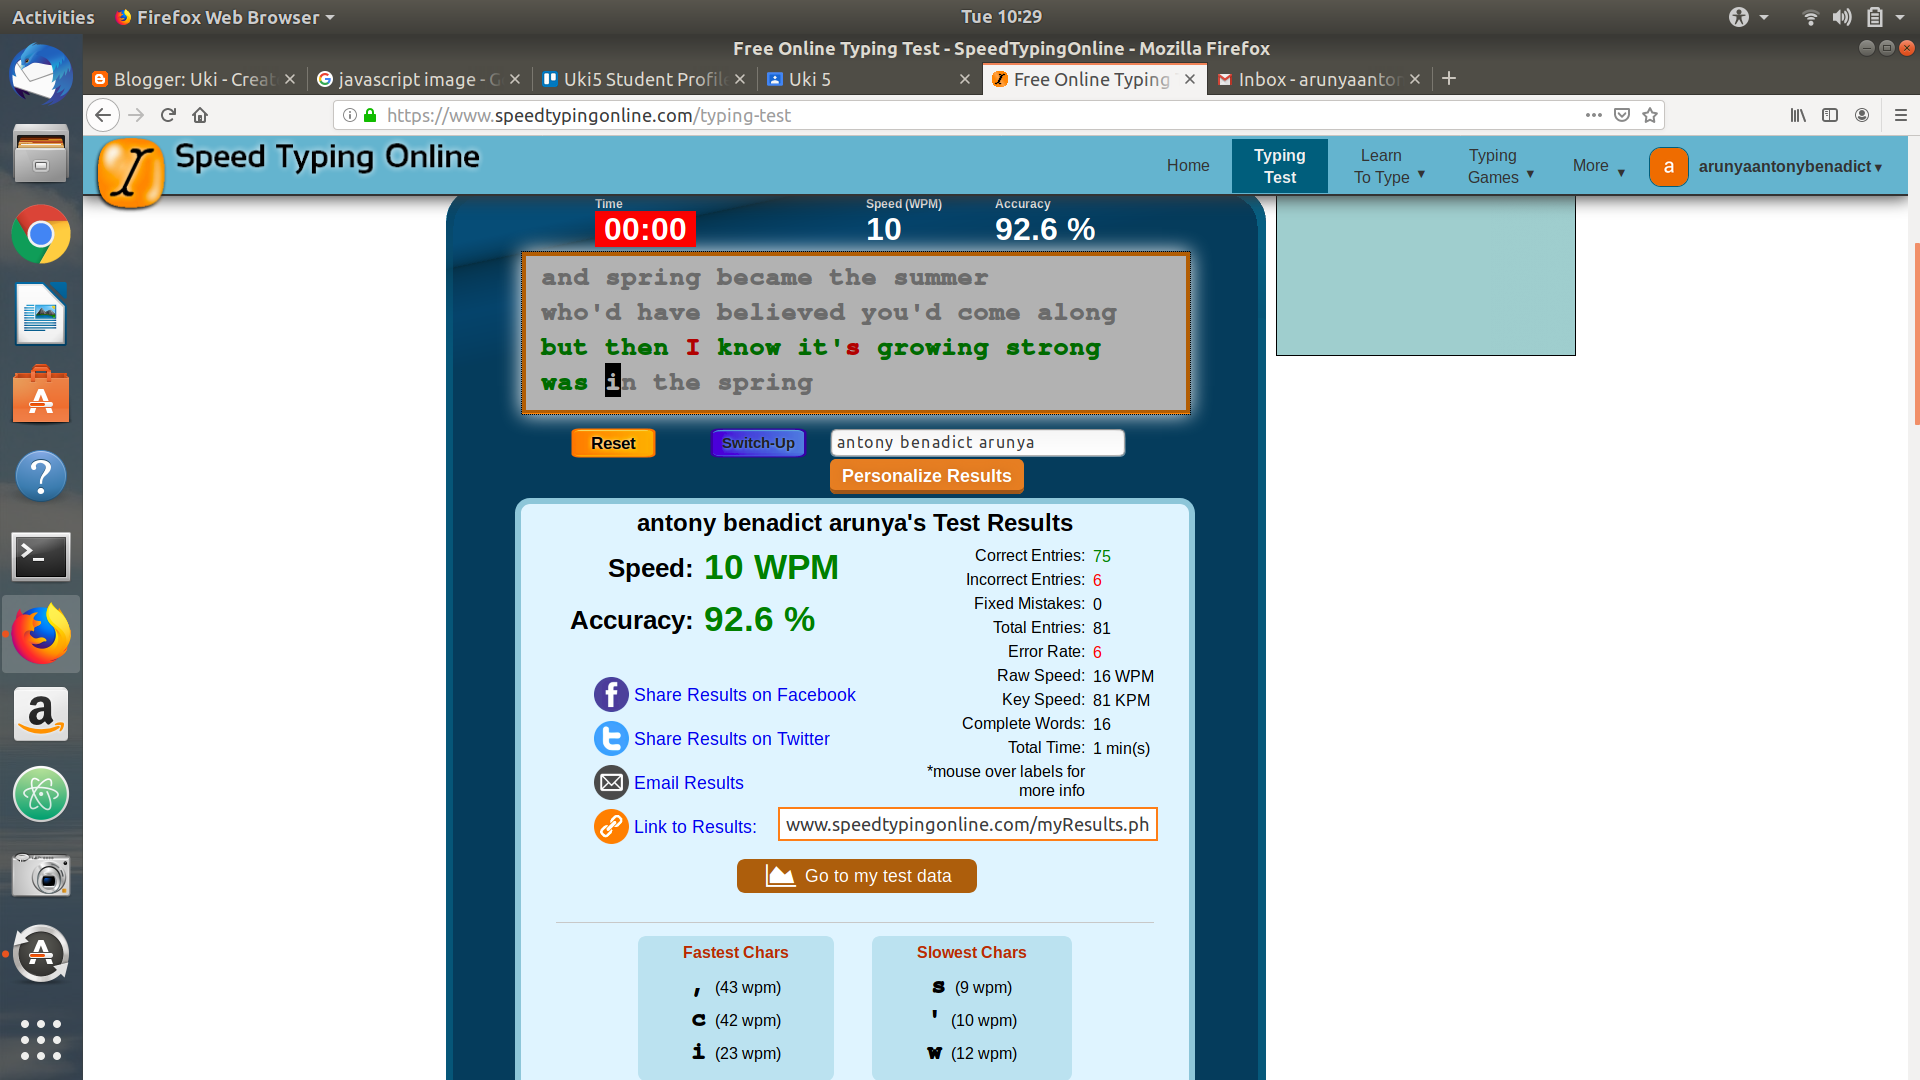 Activities
Firefox Web Browser
Tue 10:29
Free Online Typing Test - SpeedTypingOnline - Mozilla Firefox
Blogger: Uki - Creat
javascript image - G
Uki5 Student Profile
Uki 5
Free Online Typing
Inbox - arunyaanton
https://www.speedtypingonline.com/typing-test
Speed Typing Online
Home
Typing
Test
Learn
To Type
Typing
Games
More
a
arunyaantonybenadict
Time
Speed (WPM)
Accuracy
00:00
10
92.6 %
and spring became the summer
who'd have believed you'd come along
but then I know it's growing strong
was in the spring
Reset
Switch-Up
antony benadict arunya
Personalize Results
antony benadict arunya's Test Results
Speed: 10 WPM
Accuracy: 92.6 %
Correct Entries: 75
Incorrect Entries: 6
Fixed Mistakes: 0
Total Entries: 81
Error Rate: 6
Raw Speed: 16 WPM
Key Speed: 81 KPM
Complete Words: 16
Total Time: 1 min(s)
*mouse over labels for
more info
Share Results on Facebook
Share Results on Twitter
Email Results
Link to Results:
www.speedtypingonline.com/myResults.ph
Go to my test data
Fastest Chars
, (43 wpm)
c (42 wpm)
i (23 wpm)
Slowest Chars
s (9 wpm)
' (10 wpm)
w (12 wpm)